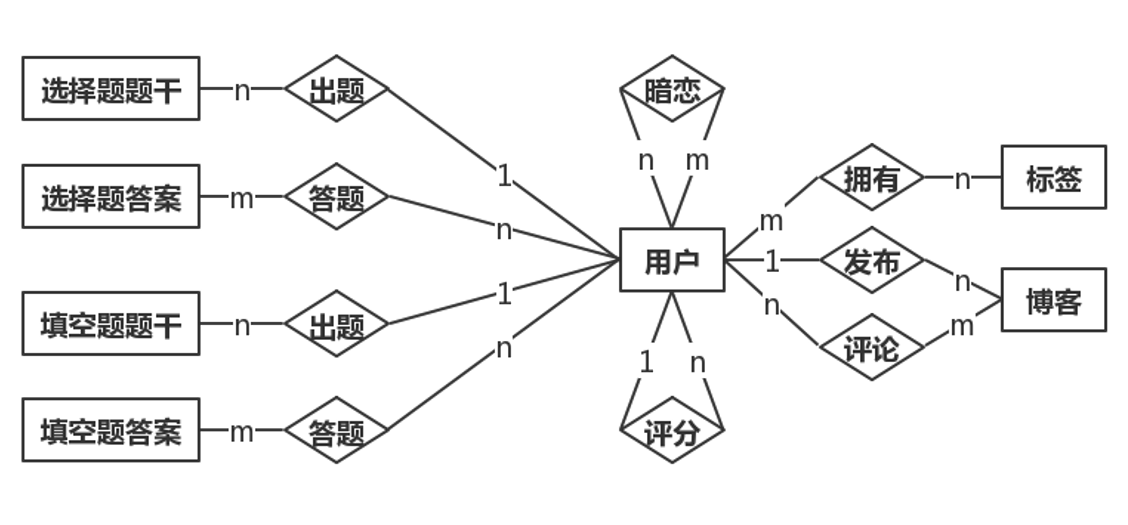 选择题题干
n
出题
1
选择题答案
m
答题
n
填空题题干
n
出题
1
填空题答案
m
答题
n
用户
暗恋
n
m
评分
1
n
m
拥有
n
标签
1
发布
n
博客
n
评论
m